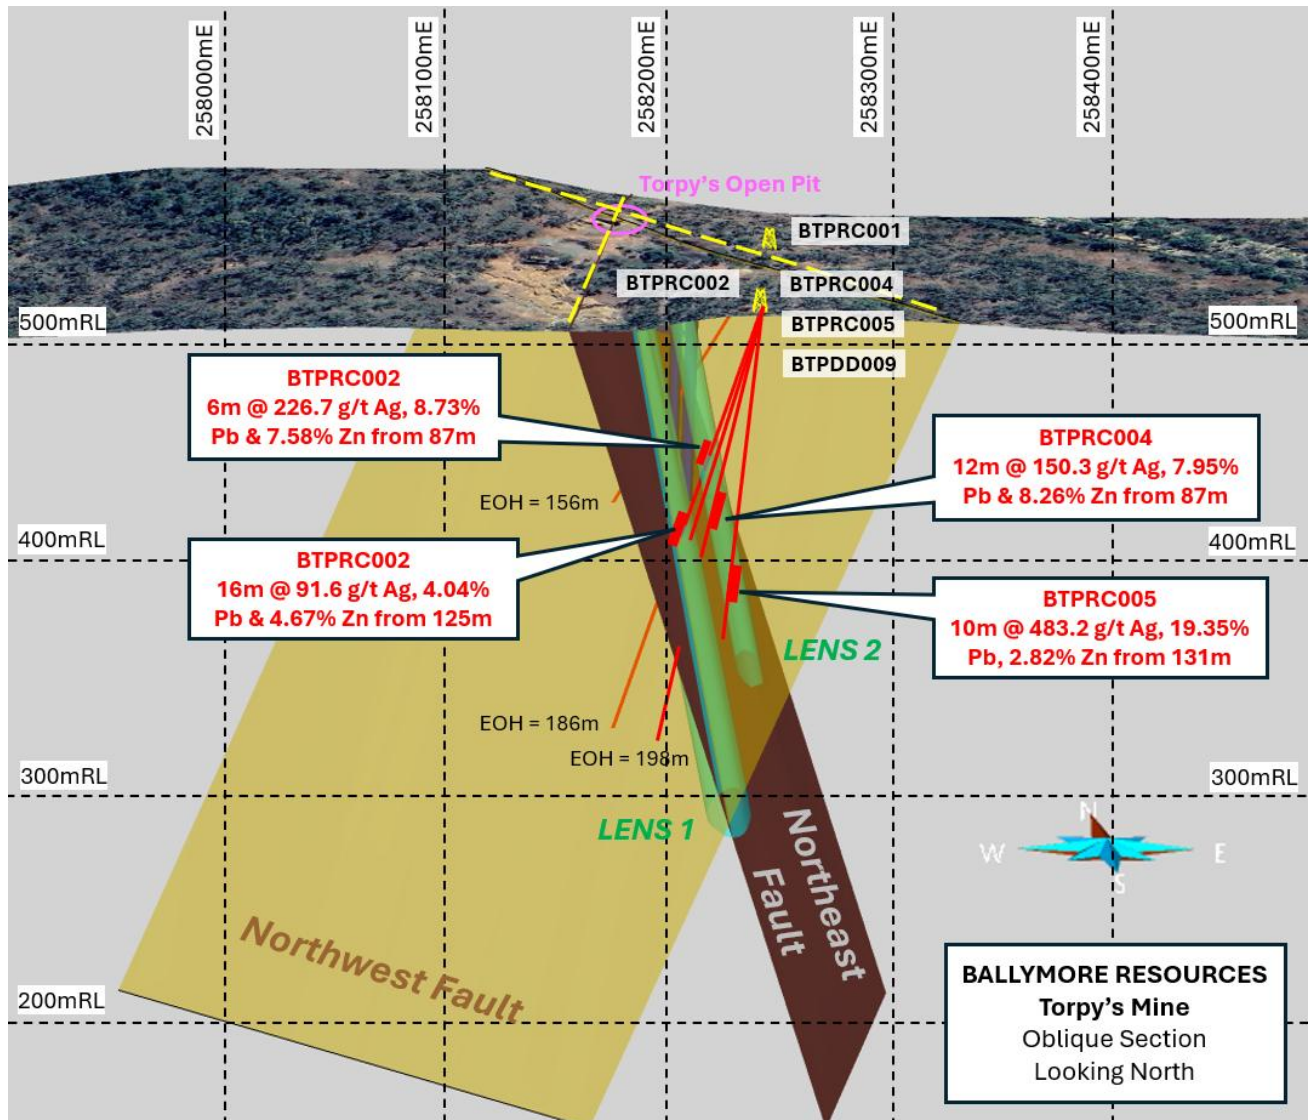 258000mE
258100mE
258200mE
258300mE
258400mE
Torpy's Open Pit
BTPRC001
BTPRC002
BTPRC004
BTPRC005
BTPDD009
500mRL
500mRL
BTPRC002
6m @ 226.7 g/t Ag, 8.73%
Pb & 7.58% Zn from 87m
BTPRC004
12m @ 150.3 g/t Ag, 7.95%
Pb & 8.26% Zn from 87m
EOH = 156m
400mRL
400mRL
BTPRC002
16m @ 91.6 g/t Ag, 4.04%
Pb & 4.67% Zn from 125m
BTPRC005
10m @ 483.2 g/t Ag, 19.35%
Pb, 2.82% Zn from 131m
LENS 2
EOH = 186m
EOH = 198m
300mRL
300mRL
LENS 1
Northeast
Fault
N
W
E
S
Northwest Fault
200mRL
BALLYMORE RESOURCES
Torpy's Mine
Oblique Section
Looking North